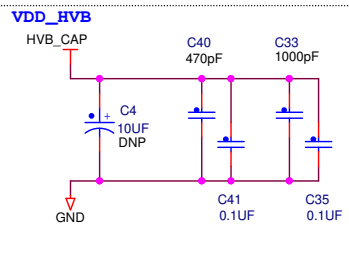 VDD_HVB
HVB_CAP
C40
470pF
C33
1000pF
+
C4
10UF
DNP
C41
0.1UF
C35
0.1UF
GND